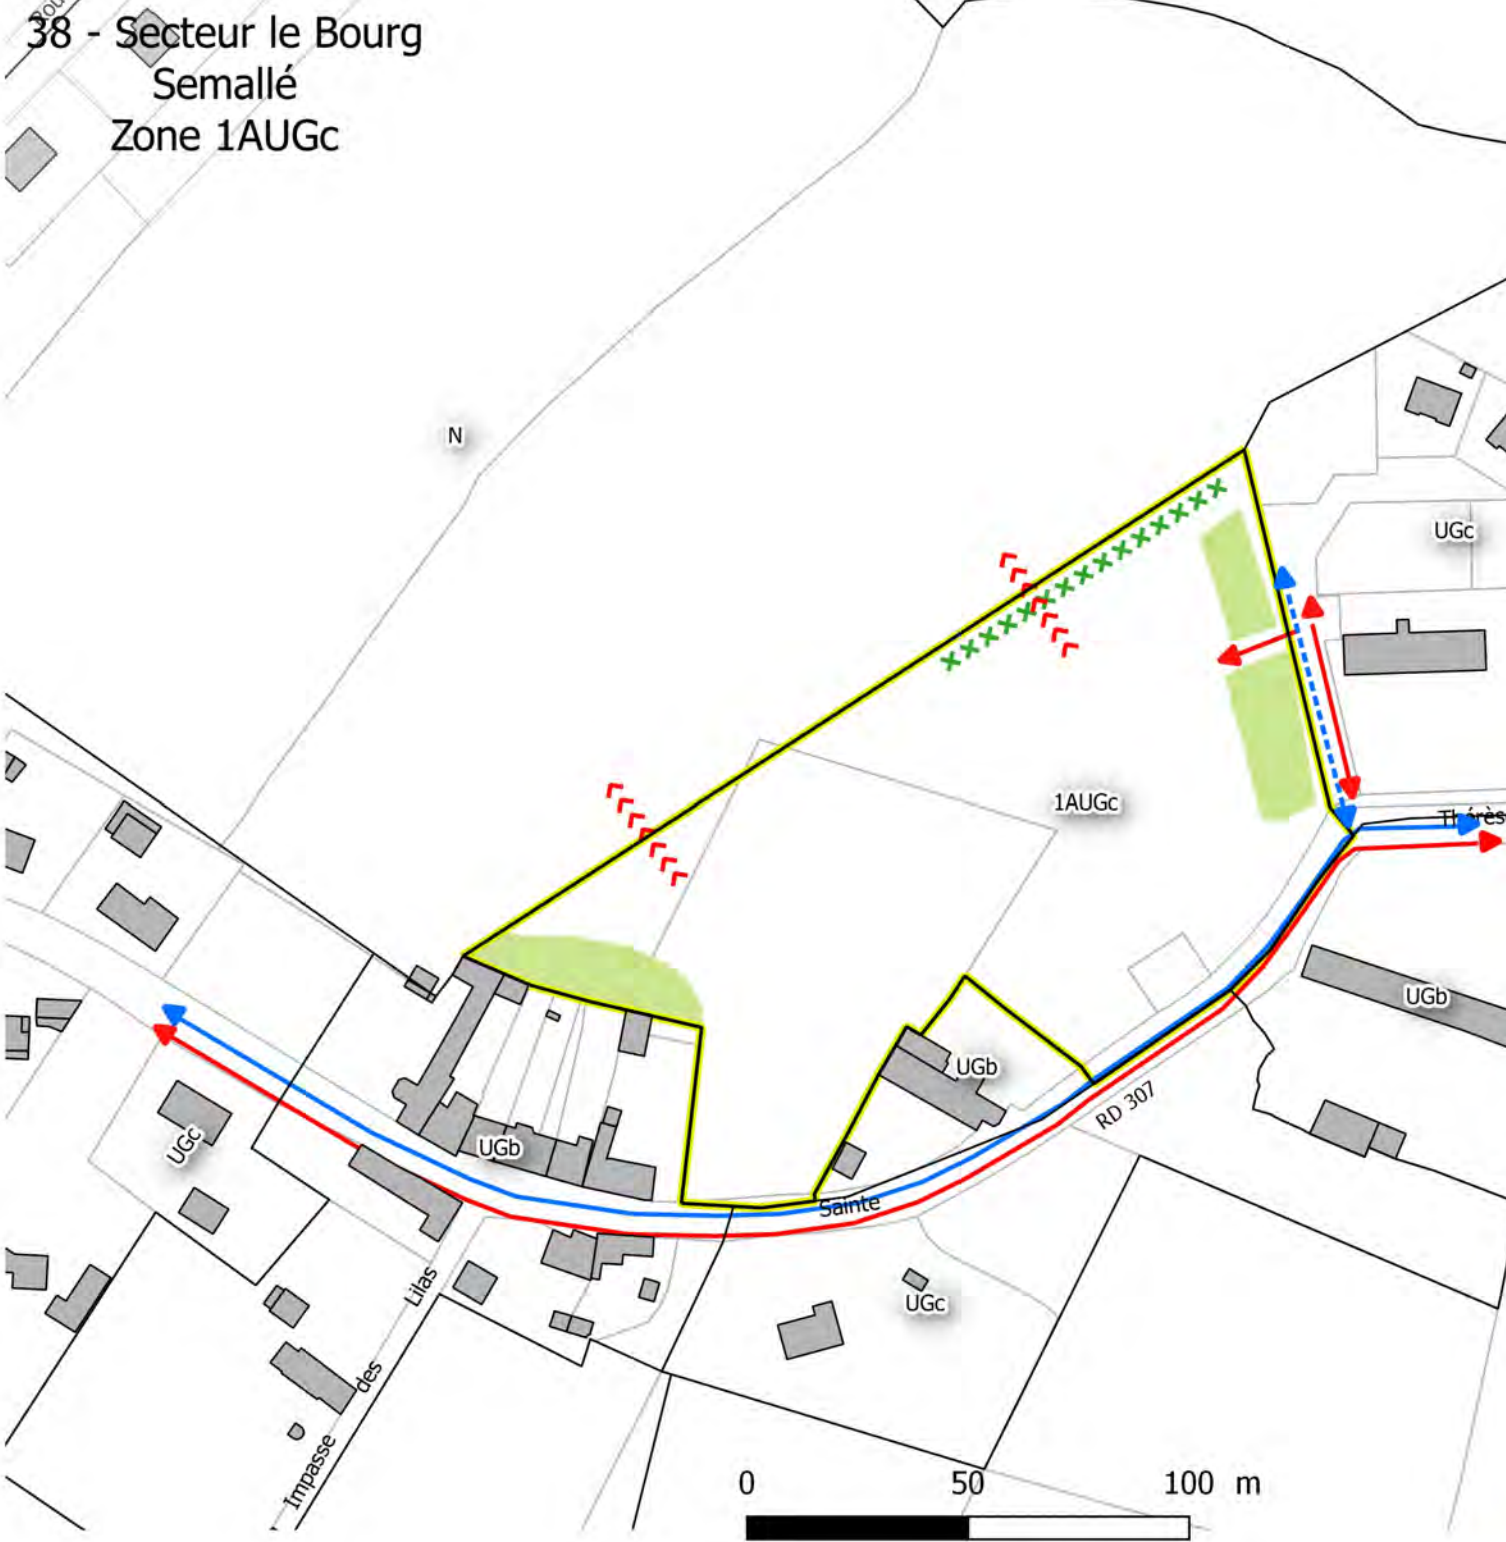 38 - Secteur le Bourg
Semallé
Zone 1AUGc
N
UGc
1AUGc
UGb
UGb
RD 307
UGc
UGb
Sainte
UGc
Impasse des Lilas
0 50 100 m